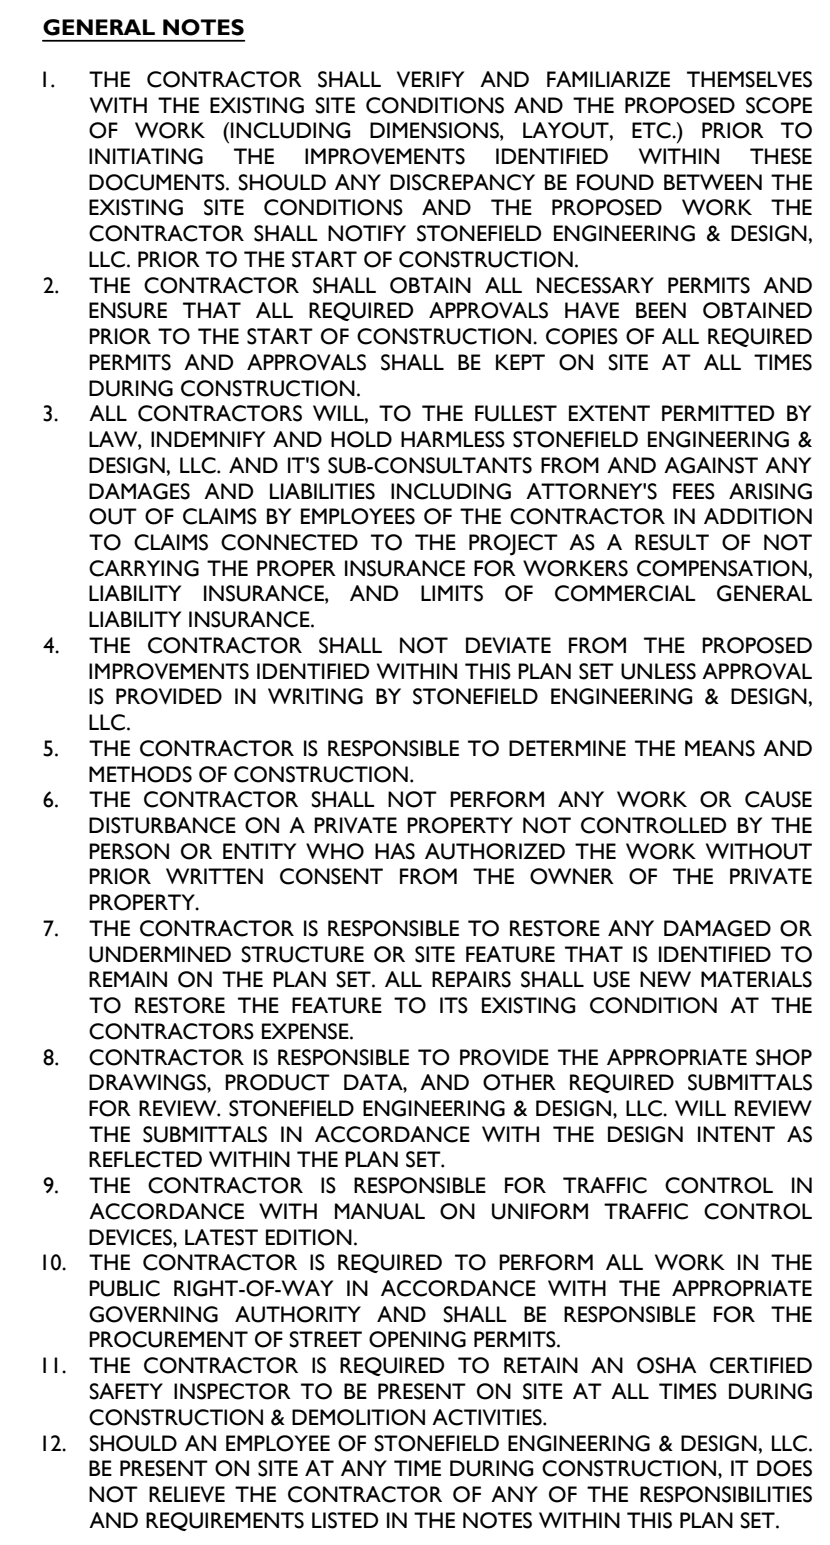 GENERAL NOTES
1. THE CONTRACTOR SHALL VERIFY AND FAMILIARIZE THEMSELVES
WITH THE EXISTING SITE CONDITIONS AND THE PROPOSED SCOPE
OF WORK (INCLUDING DIMENSIONS, LAYOUT, ETC.) PRIOR TO
INITIATING THE IMPROVEMENTS IDENTIFIED WITHIN THESE
DOCUMENTS. SHOULD ANY DISCREPANCY BE FOUND BETWEEN THE
EXISTING SITE CONDITIONS AND THE PROPOSED WORK THE
CONTRACTOR SHALL NOTIFY STONEFIELD ENGINEERING & DESIGN,
LLC. PRIOR TO THE START OF CONSTRUCTION.
2. THE CONTRACTOR SHALL OBTAIN ALL NECESSARY PERMITS AND
ENSURE THAT ALL REQUIRED APPROVALS HAVE BEEN OBTAINED
PRIOR TO THE START OF CONSTRUCTION. COPIES OF ALL REQUIRED
PERMITS AND APPROVALS SHALL BE KEPT ON SITE AT ALL TIMES
DURING CONSTRUCTION.
3. ALL CONTRACTORS WILL, TO THE FULLEST EXTENT PERMITTED BY
LAW, INDEMNIFY AND HOLD HARMLESS STONEFIELD ENGINEERING &
DESIGN, LLC. AND IT'S SUB-CONSULTANTS FROM AND AGAINST ANY
DAMAGES AND LIABILITIES INCLUDING ATTORNEY'S FEES ARISING
OUT OF CLAIMS BY EMPLOYEES OF THE CONTRACTOR IN ADDITION
TO CLAIMS CONNECTED TO THE PROJECT AS A RESULT OF NOT
CARRYING THE PROPER INSURANCE FOR WORKERS COMPENSATION,
LIABILITY INSURANCE, AND LIMITS OF COMMERCIAL GENERAL
LIABILITY INSURANCE.
4. THE CONTRACTOR SHALL NOT DEVIATE FROM THE PROPOSED
IMPROVEMENTS IDENTIFIED WITHIN THIS PLAN SET UNLESS APPROVAL
IS PROVIDED IN WRITING BY STONEFIELD ENGINEERING & DESIGN,
LLC.
5. THE CONTRACTOR IS RESPONSIBLE TO DETERMINE THE MEANS AND
METHODS OF CONSTRUCTION.
6. THE CONTRACTOR SHALL NOT PERFORM ANY WORK OR CAUSE
DISTURBANCE ON A PRIVATE PROPERTY NOT CONTROLLED BY THE
PERSON OR ENTITY WHO HAS AUTHORIZED THE WORK WITHOUT
PRIOR WRITTEN CONSENT FROM THE OWNER OF THE PRIVATE
PROPERTY.
7. THE CONTRACTOR IS RESPONSIBLE TO RESTORE ANY DAMAGED OR
UNDERMINED STRUCTURE OR SITE FEATURE THAT IS IDENTIFIED TO
REMAIN ON THE PLAN SET. ALL REPAIRS SHALL USE NEW MATERIALS
TO RESTORE THE FEATURE TO ITS EXISTING CONDITION AT THE
CONTRACTORS EXPENSE.
8. CONTRACTOR IS RESPONSIBLE TO PROVIDE THE APPROPRIATE SHOP
DRAWINGS, PRODUCT DATA, AND OTHER REQUIRED SUBMITTALS
FOR REVIEW. STONEFIELD ENGINEERING & DESIGN, LLC. WILL REVIEW
THE SUBMITTALS IN ACCORDANCE WITH THE DESIGN INTENT AS
REFLECTED WITHIN THE PLAN SET.
9. THE CONTRACTOR IS RESPONSIBLE FOR TRAFFIC CONTROL IN
ACCORDANCE WITH MANUAL ON UNIFORM TRAFFIC CONTROL
DEVICES, LATEST EDITION.
10. THE CONTRACTOR IS REQUIRED TO PERFORM ALL WORK IN THE
PUBLIC RIGHT-OF-WAY IN ACCORDANCE WITH THE APPROPRIATE
GOVERNING AUTHORITY AND SHALL BE RESPONSIBLE FOR THE
PROCUREMENT OF STREET OPENING PERMITS.
11. THE CONTRACTOR IS REQUIRED TO RETAIN AN OSHA CERTIFIED
SAFETY INSPECTOR TO BE PRESENT ON SITE AT ALL TIMES DURING
CONSTRUCTION & DEMOLITION ACTIVITIES.
12. SHOULD AN EMPLOYEE OF STONEFIELD ENGINEERING & DESIGN, LLC.
BE PRESENT ON SITE AT ANY TIME DURING CONSTRUCTION, IT DOES
NOT RELIEVE THE CONTRACTOR OF ANY OF THE RESPONSIBILITIES
AND REQUIREMENTS LISTED IN THE NOTES WITHIN THIS PLAN SET.